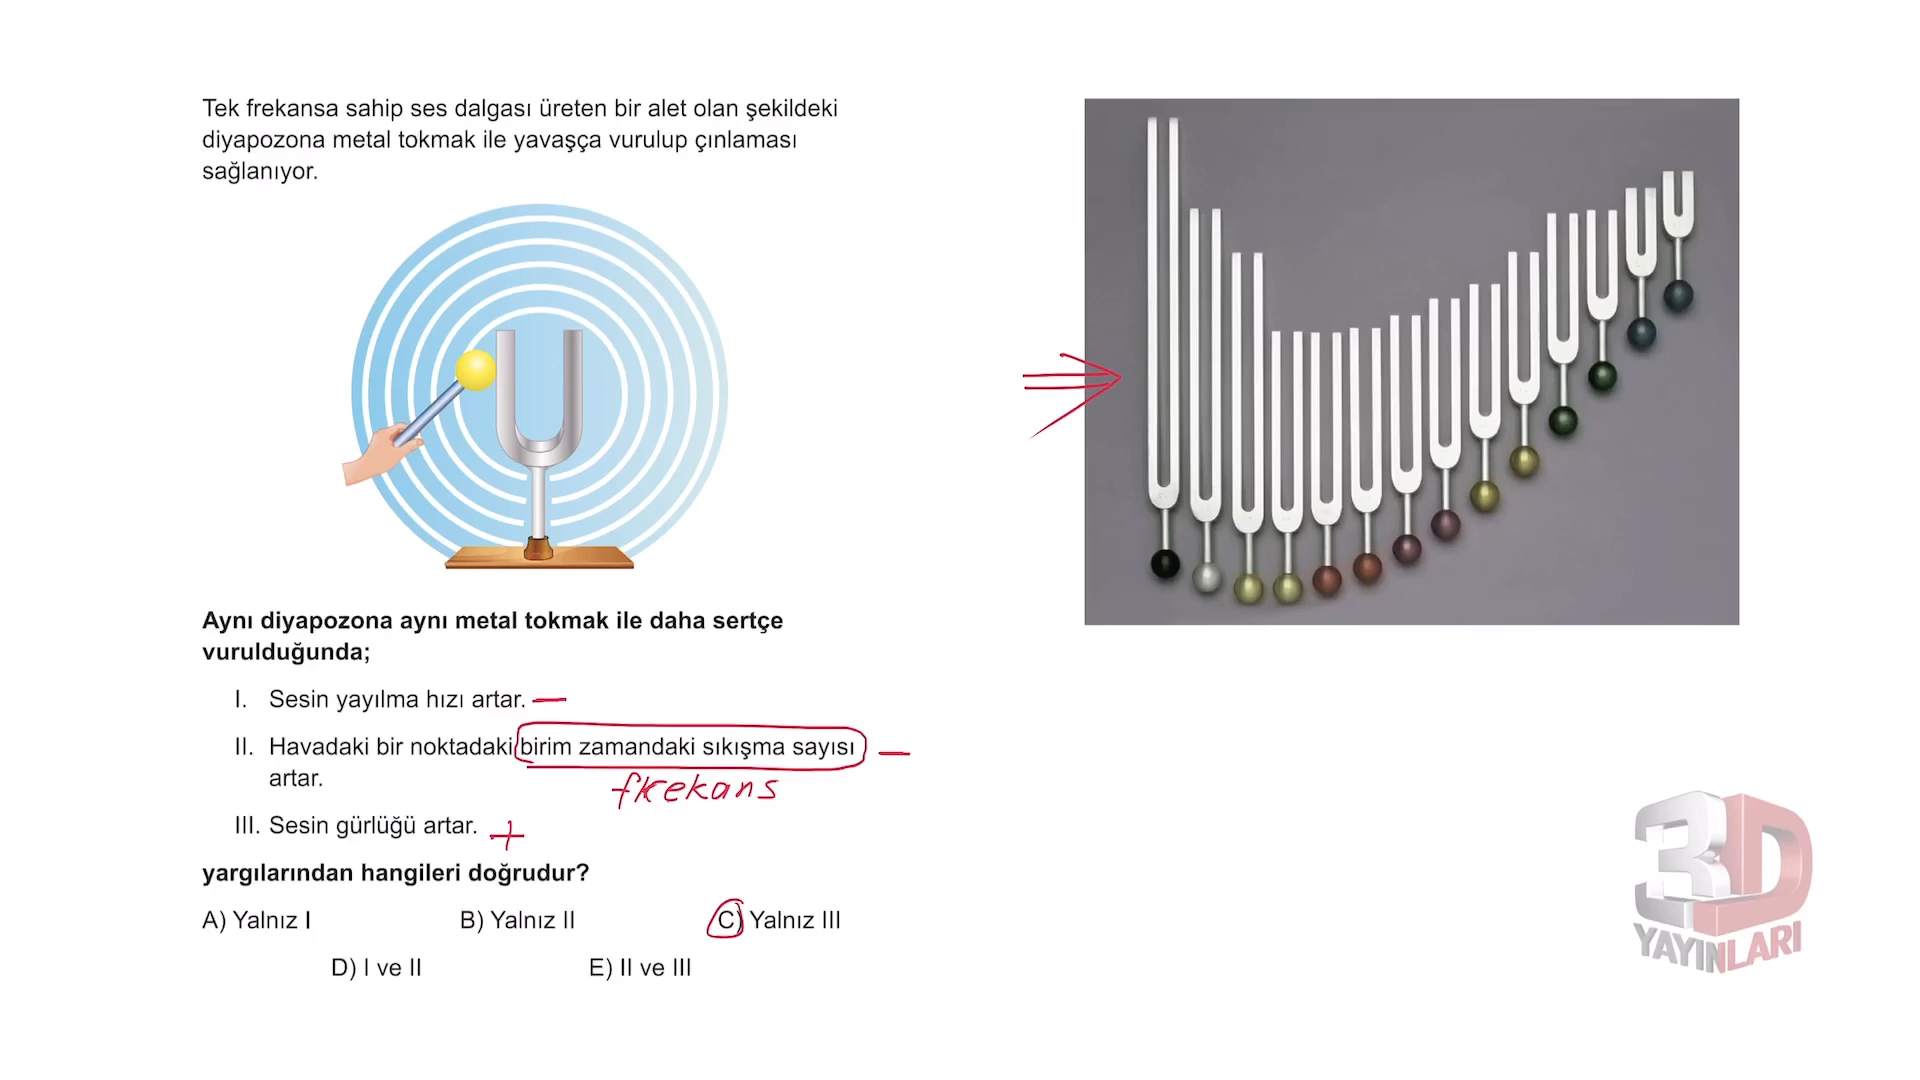 Tek frekansa sahip ses dalgası üreten bir alet olan şekildeki
diyapozona metal tokmak ile yavaşça vurulup çınlaması
sağlanıyor.
Aynı diyapozona aynı metal tokmak ile daha sertçe
vurulduğunda;
I. Sesin yayılma hızı artar. −
II. Havadaki bir noktadaki birim zamandaki sıkışma sayısı −
artar.
frekans
III. Sesin gürlüğü artar. +
yargılarından hangileri doğrudur?
A) Yalnız I B) Yalnız II C) Yalnız III
D) I ve II E) II ve III
3D
YAYINLARI